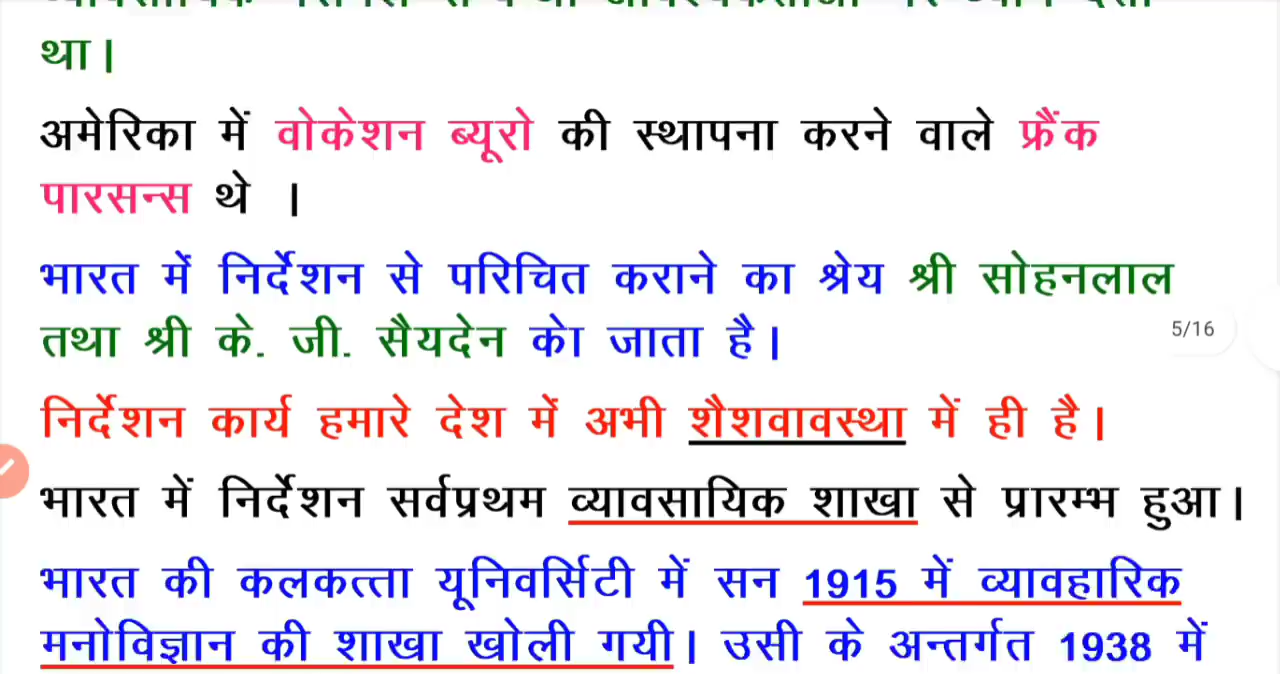 था।
अमेरिका में वोकेशन ब्यूरो की स्थापना करने वाले फ्रैंक
पारसन्स थे ।
भारत में निर्देशन से परिचित कराने का श्रेय श्री सोहनलाल
तथा श्री के. जी. सैयदेन को जाता है।
5/16
निर्देशन कार्य हमारे देश में अभी शैशवावस्था में ही है।
भारत में निर्देशन सर्वप्रथम व्यावसायिक शाखा से प्रारम्भ हुआ।
भारत की कलकत्ता यूनिवर्सिटी में सन 1915 में व्यावहारिक
मनोविज्ञान की शाखा खोली गयी। उसी के अन्तर्गत 1938 में